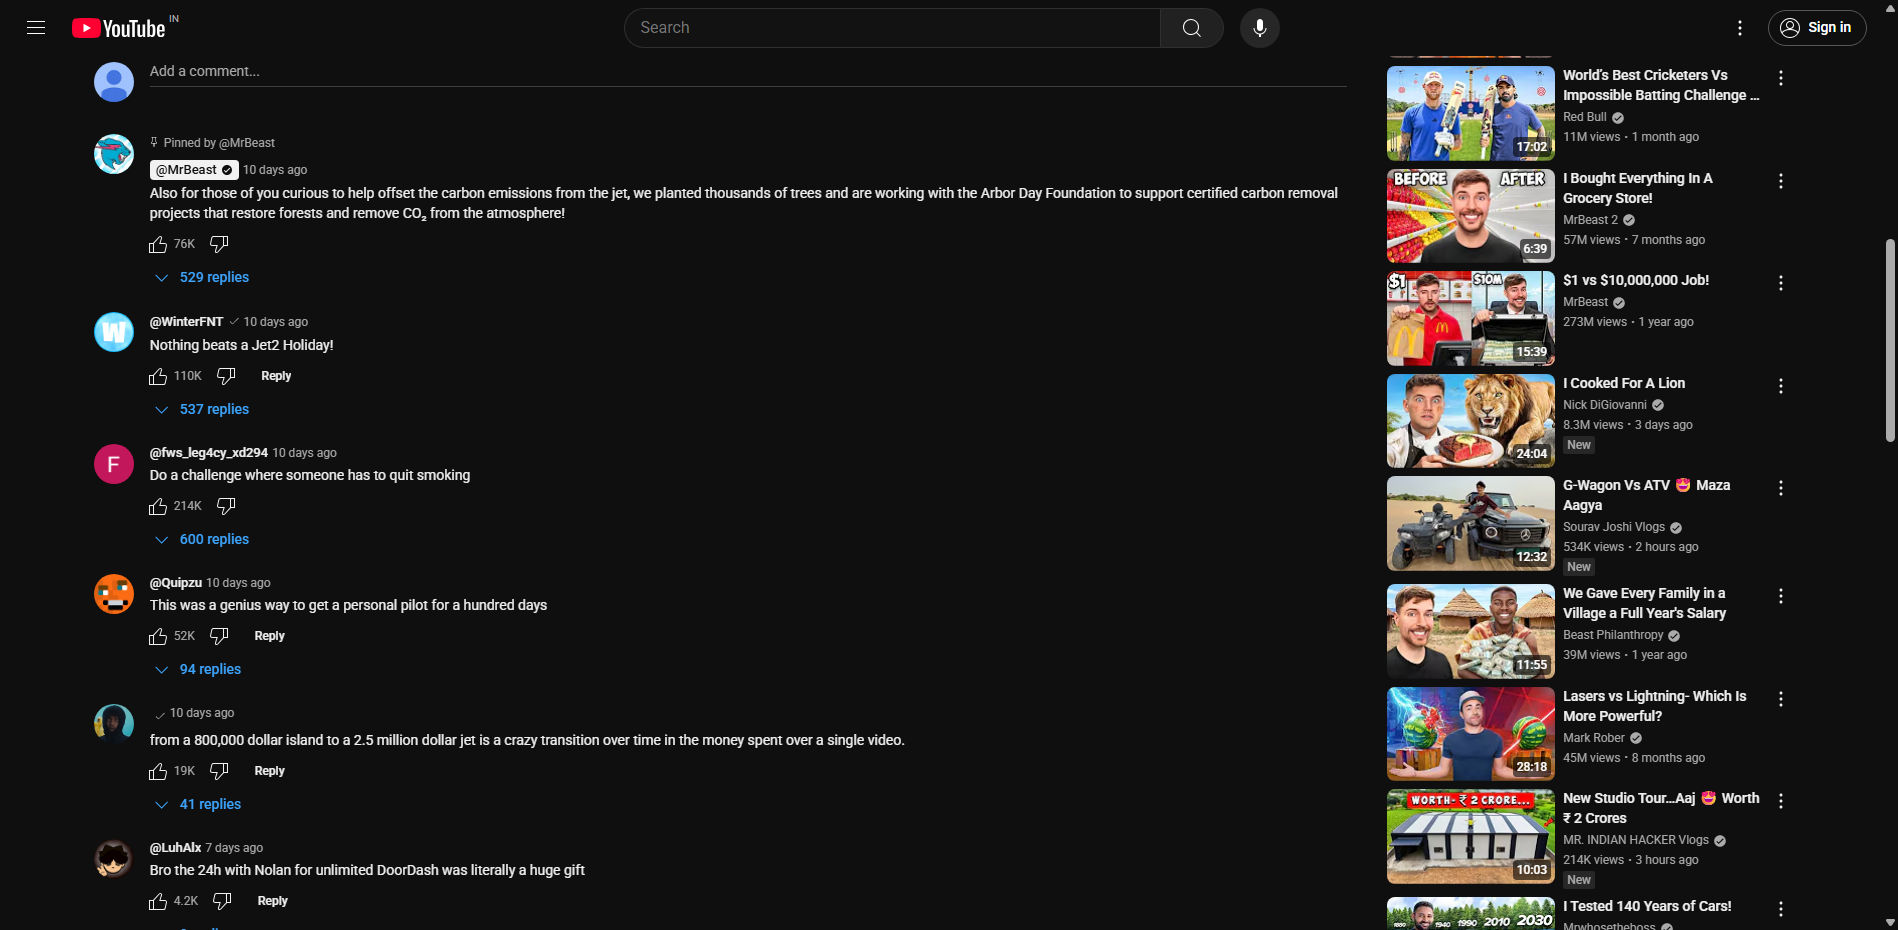 YouTube IN
Search
Sign in
Add a comment...
Pinned by @MrBeast
@MrBeast 10 days ago
Also for those of you curious to help offset the carbon emissions from the jet, we planted thousands of trees and are working with the Arbor Day Foundation to support certified carbon removal
projects that restore forests and remove CO₂ from the atmosphere!
76K
529 replies
W
@WinterFNT 10 days ago
Nothing beats a Jet2 Holiday!
110K Reply
537 replies
F
@fws_leg4cy_xd294 10 days ago
Do a challenge where someone has to quit smoking
214K
600 replies
@Quipzu 10 days ago
This was a genius way to get a personal pilot for a hundred days
52K Reply
94 replies
10 days ago
from a 800,000 dollar island to a 2.5 million dollar jet is a crazy transition over time in the money spent over a single video.
19K Reply
41 replies
@LuhAlx 7 days ago
Bro the 24h with Nolan for unlimited DoorDash was literally a huge gift
4.2K Reply
17:02
World's Best Cricketers Vs
Impossible Batting Challenge ...
Red Bull
11M views • 1 month ago
BEFORE AFTER
6:39
I Bought Everything In A
Grocery Store!
MrBeast 2
57M views • 7 months ago
$1 $10M
15:39
$1 vs $10,000,000 Job!
MrBeast
273M views • 1 year ago
24:04
I Cooked For A Lion
Nick DiGiovanni
8.3M views • 3 days ago
New
12:32
G-Wagon Vs ATV 😍 Maza
Aagya
Sourav Joshi Vlogs
534K views • 2 hours ago
New
11:55
We Gave Every Family in a
Village a Full Year's Salary
Beast Philanthropy
39M views • 1 year ago
28:18
Lasers vs Lightning- Which Is
More Powerful?
Mark Rober
45M views • 8 months ago
WORTH- ₹ 2 CRORE...
10:03
New Studio Tour...Aaj 😍 Worth
₹ 2 Crores
MR. INDIAN HACKER Vlogs
214K views • 3 hours ago
New
1940 1990 2010 2030
I Tested 140 Years of Cars!
Mrwhosetheboss